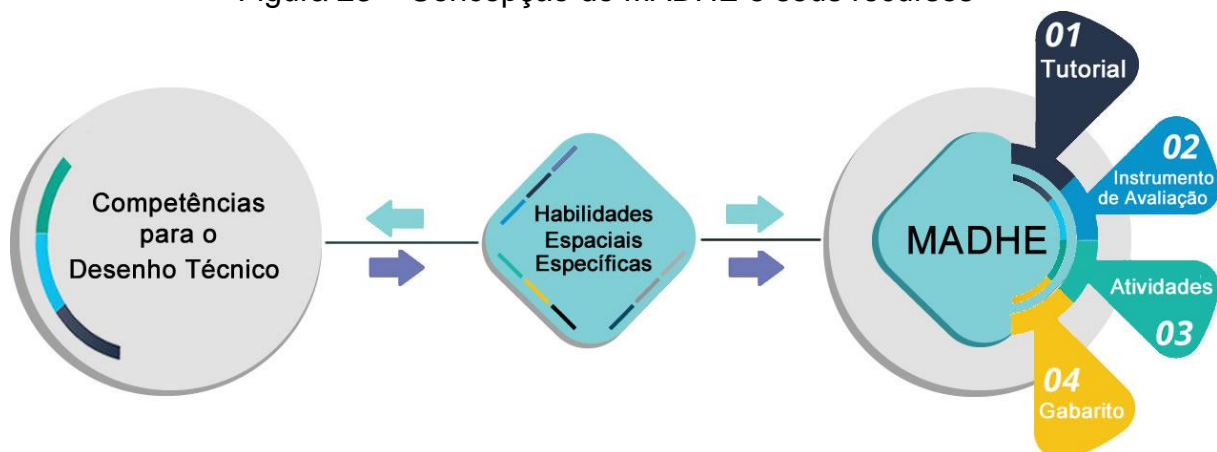 Competências
para o
Desenho Técnico
Habilidades
Espaciais
Específicas
MADHE
01
Tutorial
02
Instrumento
de Avaliação
Atividades
03
04
Gabarito